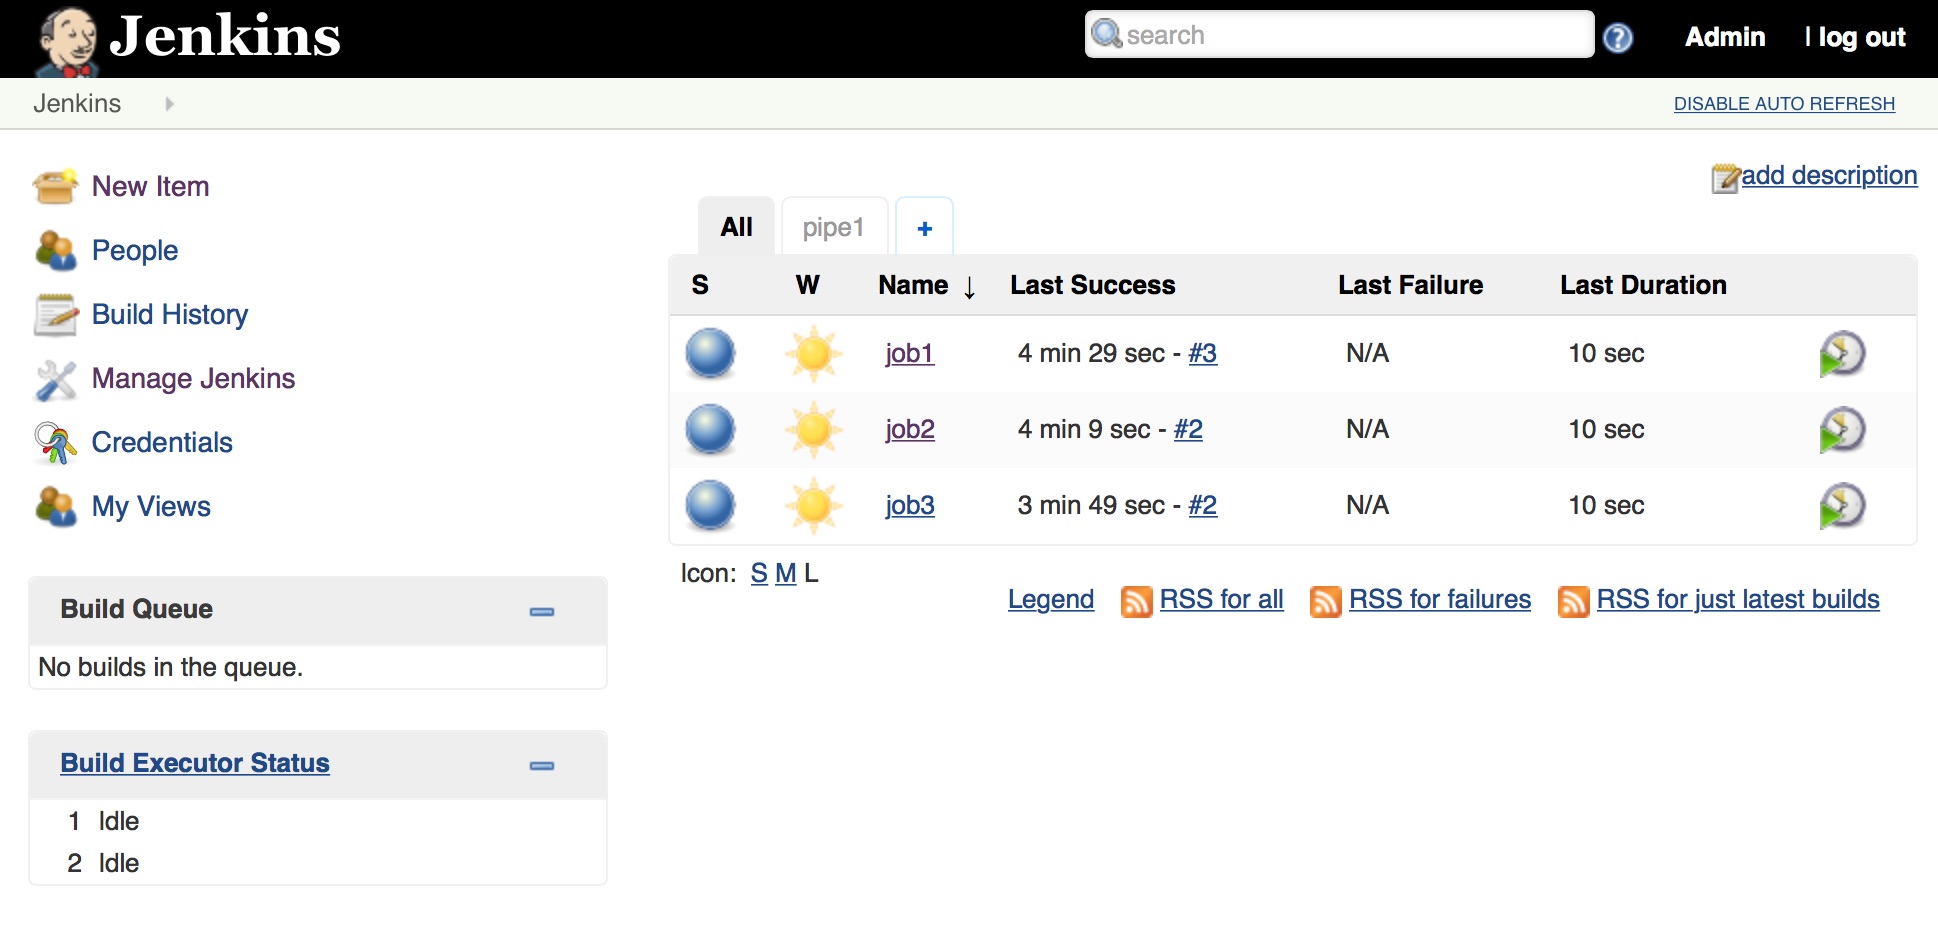 Jenkins
search
Admin | log out
Jenkins
DISABLE AUTO REFRESH
New Item
People
Build History
Manage Jenkins
Credentials
My Views
Build Queue
No builds in the queue.
Build Executor Status
1 Idle
2 Idle
add description
All pipe1 +
S W Name ↓ Last Success Last Failure Last Duration
job1 4 min 29 sec - #3 N/A 10 sec
job2 4 min 9 sec - #2 N/A 10 sec
job3 3 min 49 sec - #2 N/A 10 sec
Icon: S M L
Legend RSS for all RSS for failures RSS for just latest builds